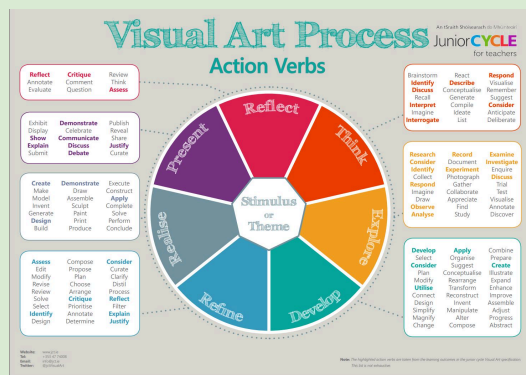 Visual Art Process
Action Verbs
An Roinn Oideachais
JuniorCYCLE
for teachers
Reflect Critique Review
Annotate Comment Think
Evaluate Question Assess
Exhibit Demonstrate Publish
Display Celebrate Reveal
Show Communicate Share
Explain Discuss Justify
Submit Debate Curate
Create Demonstrate Execute
Make Draw Construct
Model Assemble Apply
Invent Sculpt Complete
Generate Paint Solve
Design Print Perform
Build Produce Conclude
Assess Compose Consider
Edit Propose Curate
Modify Plan Clarify
Revise Choose Distil
Review Arrange Process
Solve Critique Reflect
Select Prioritise Filter
Identify Annotate Explain
Design Determine Justify
Reflect
Think
Explore
Develop
Refine
Realise
Present
Stimulus
or
Theme
Brainstorm React Respond
Identify Describe Visualise
Discuss Conceptualise Remember
Recall Generate Suggest
Interpret Compile Consider
Imagine Ideate Anticipate
Interrogate List Deliberate
Research Record Examine
Consider Document Investigate
Identify Experiment Enquire
Collect Photograph Discuss
Respond Gather Trial
Imagine Collaborate Test
Draw Appreciate Visualise
Observe Find Annotate
Analyse Study Discover
Develop Apply Combine
Select Organise Prepare
Consider Suggest Create
Plan Conceptualise Illustrate
Modify Rearrange Expand
Utilise Transform Enhance
Connect Reconstruct Improve
Design Invent Assemble
Simplify Manipulate Adjust
Magnify Alter Progress
Change Compose Abstract
Website:
Tel:
Email:
Twitter: